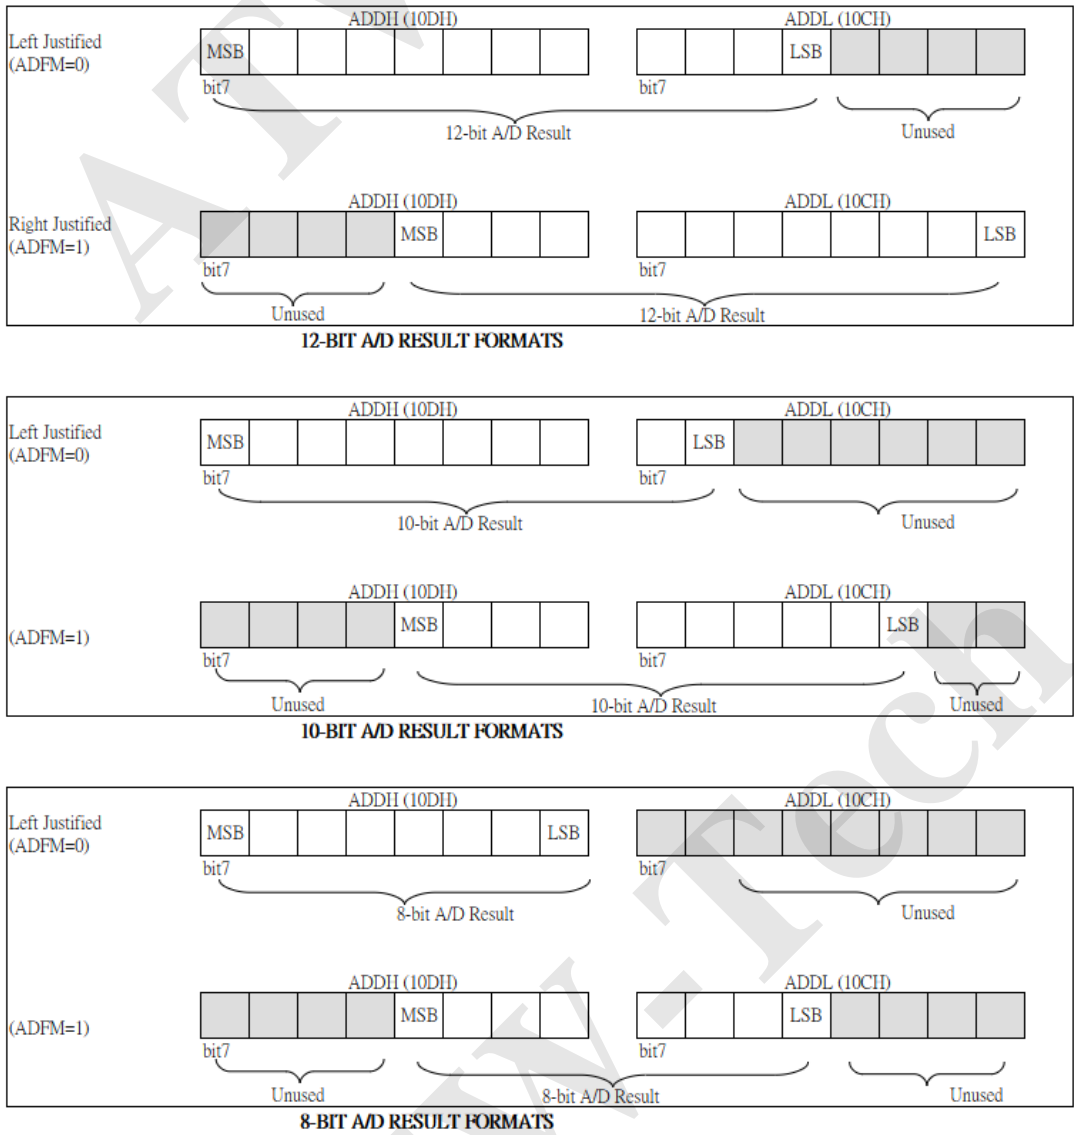 ADDH (10DH) ADDL (10CH)
Left Justified
(ADFM=0)
MSB LSB
bit7 bit7
12-bit A/D Result Unused
ADDH (10DH) ADDL (10CH)
Right Justified
(ADFM=1)
MSB LSB
bit7 bit7
Unused 12-bit A/D Result
12-BIT A/D RESULT FORMATS
ADDH (10DH) ADDL (10CH)
Left Justified
(ADFM=0)
MSB LSB
bit7 bit7
10-bit A/D Result Unused
ADDH (10DH) ADDL (10CH)
(ADFM=1)
MSB LSB
bit7 bit7
Unused 10-bit A/D Result Unused
10-BIT A/D RESULT FORMATS
ADDH (10DH) ADDL (10CH)
Left Justified
(ADFM=0)
MSB LSB
bit7 bit7
8-bit A/D Result Unused
ADDH (10DH) ADDL (10CH)
(ADFM=1)
MSB LSB
bit7 bit7
Unused 8-bit A/D Result Unused
8-BIT A/D RESULT FORMATS